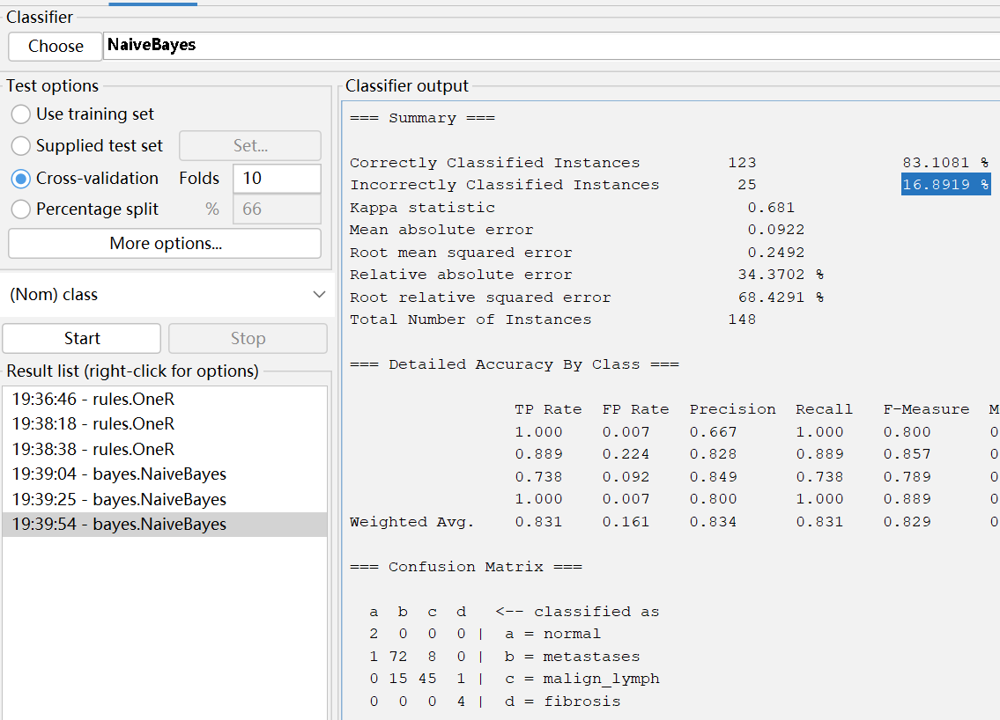 Classifier
Choose NaiveBayes
Test options
Use training set
Supplied test set Set...
Cross-validation Folds 10
Percentage split % 66
More options...
(Nom) class
Start Stop
Result list (right-click for options)
19:36:46 - rules.OneR
19:38:18 - rules.OneR
19:38:38 - rules.OneR
19:39:04 - bayes.NaiveBayes
19:39:25 - bayes.NaiveBayes
19:39:54 - bayes.NaiveBayes
Classifier output
=== Summary ===
Correctly Classified Instances 123 83.1081 %
Incorrectly Classified Instances 25 16.8919 %
Kappa statistic 0.681
Mean absolute error 0.0922
Root mean squared error 0.2492
Relative absolute error 34.3702 %
Root relative squared error 68.4291 %
Total Number of Instances 148
=== Detailed Accuracy By Class ===
TP Rate FP Rate Precision Recall F-Measure M
1.000 0.007 0.667 1.000 0.800 0
0.889 0.224 0.828 0.889 0.857 0
0.738 0.092 0.849 0.738 0.789 0
1.000 0.007 0.800 1.000 0.889 0
Weighted Avg. 0.831 0.161 0.834 0.831 0.829 0
=== Confusion Matrix ===
a b c d <-- classified as
2 0 0 0 | a = normal
1 72 8 0 | b = metastases
0 15 45 1 | c = malign_lymph
0 0 0 4 | d = fibrosis